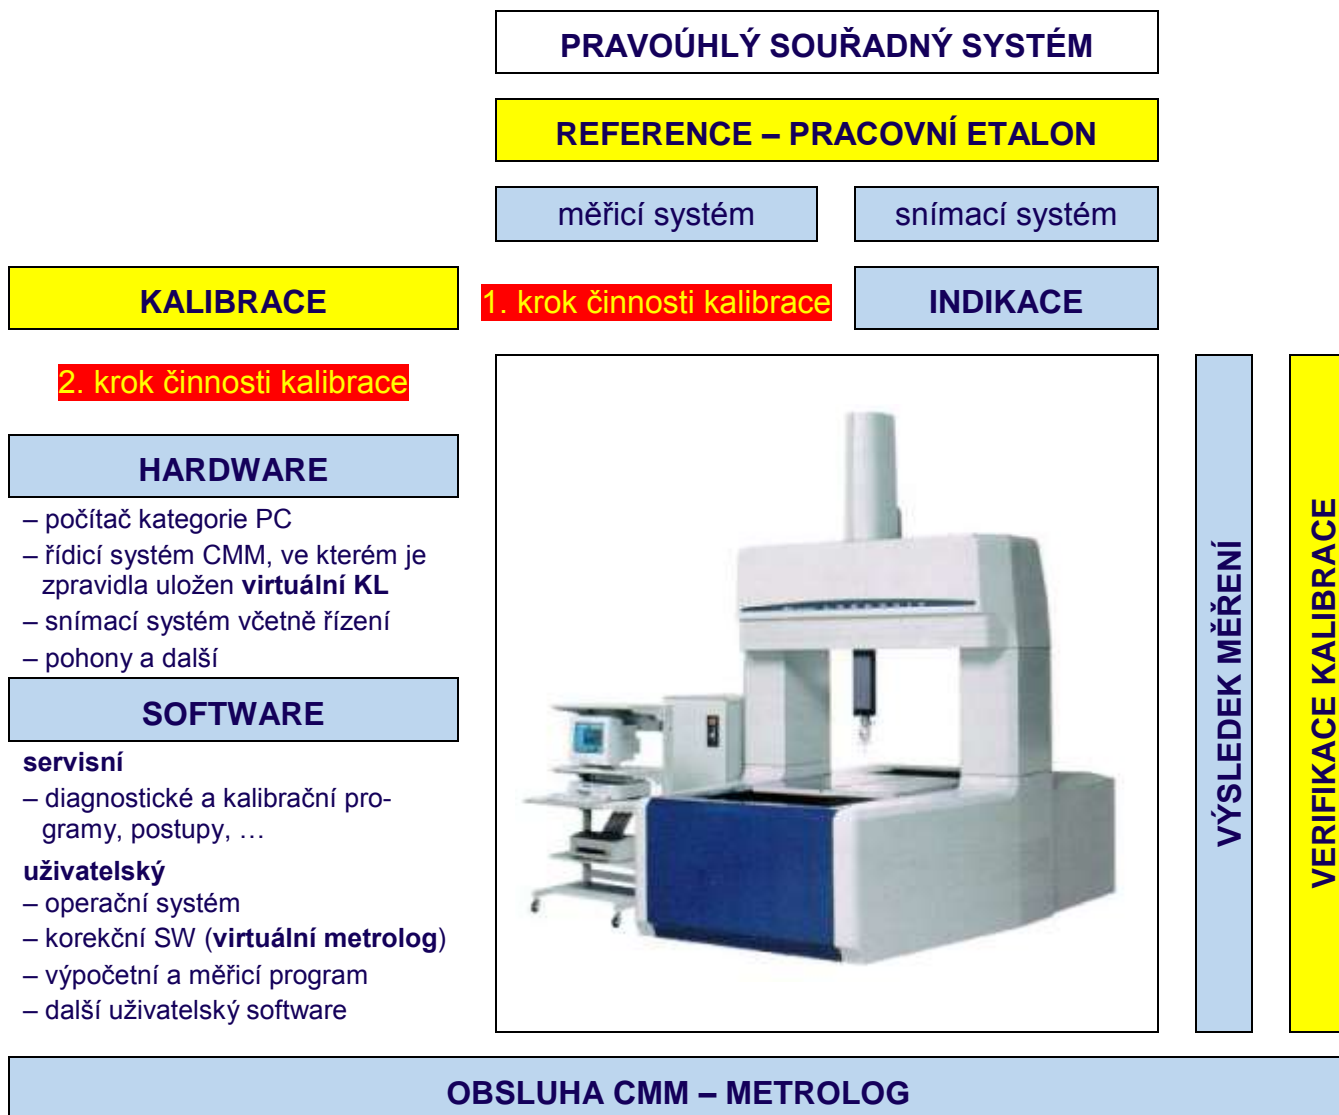 PRAVOÚHLÝ SOUŘADNÝ SYSTÉM
REFERENCE – PRACOVNÍ ETALON
měřicí systém
snímací systém
KALIBRACE
1. krok činnosti kalibrace
INDIKACE
2. krok činnosti kalibrace
HARDWARE
– počítač kategorie PC
– řídicí systém CMM, ve kterém je
zpravidla uložen virtuální KL
– snímací systém včetně řízení
– pohony a další
SOFTWARE
servisní
– diagnostické a kalibrační pro-
gramy, postupy, …
uživatelský
– operační systém
– korekční SW (virtuální metrolog)
– výpočetní a měřicí program
– další uživatelský software
VÝSLEDEK MĚŘENÍ
VERIFIKACE KALIBRACE
OBSLUHA CMM – METROLOG